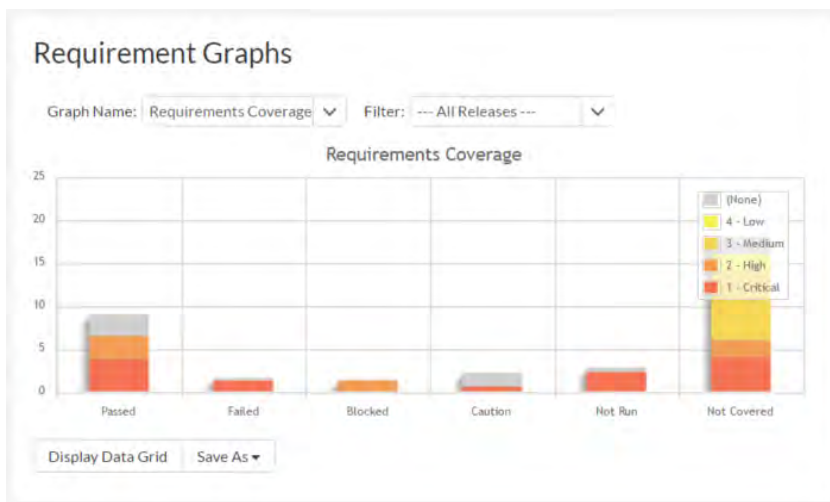 Requirement Graphs
Graph Name: Requirements Coverage Filter: --- All Releases ---
Requirements Coverage
25
20
15
10
5
0
(None)
4 - Low
3 - Medium
2 - High
1 - Critical
Passed Failed Blocked Caution Not Run Not Covered
Display Data Grid Save As